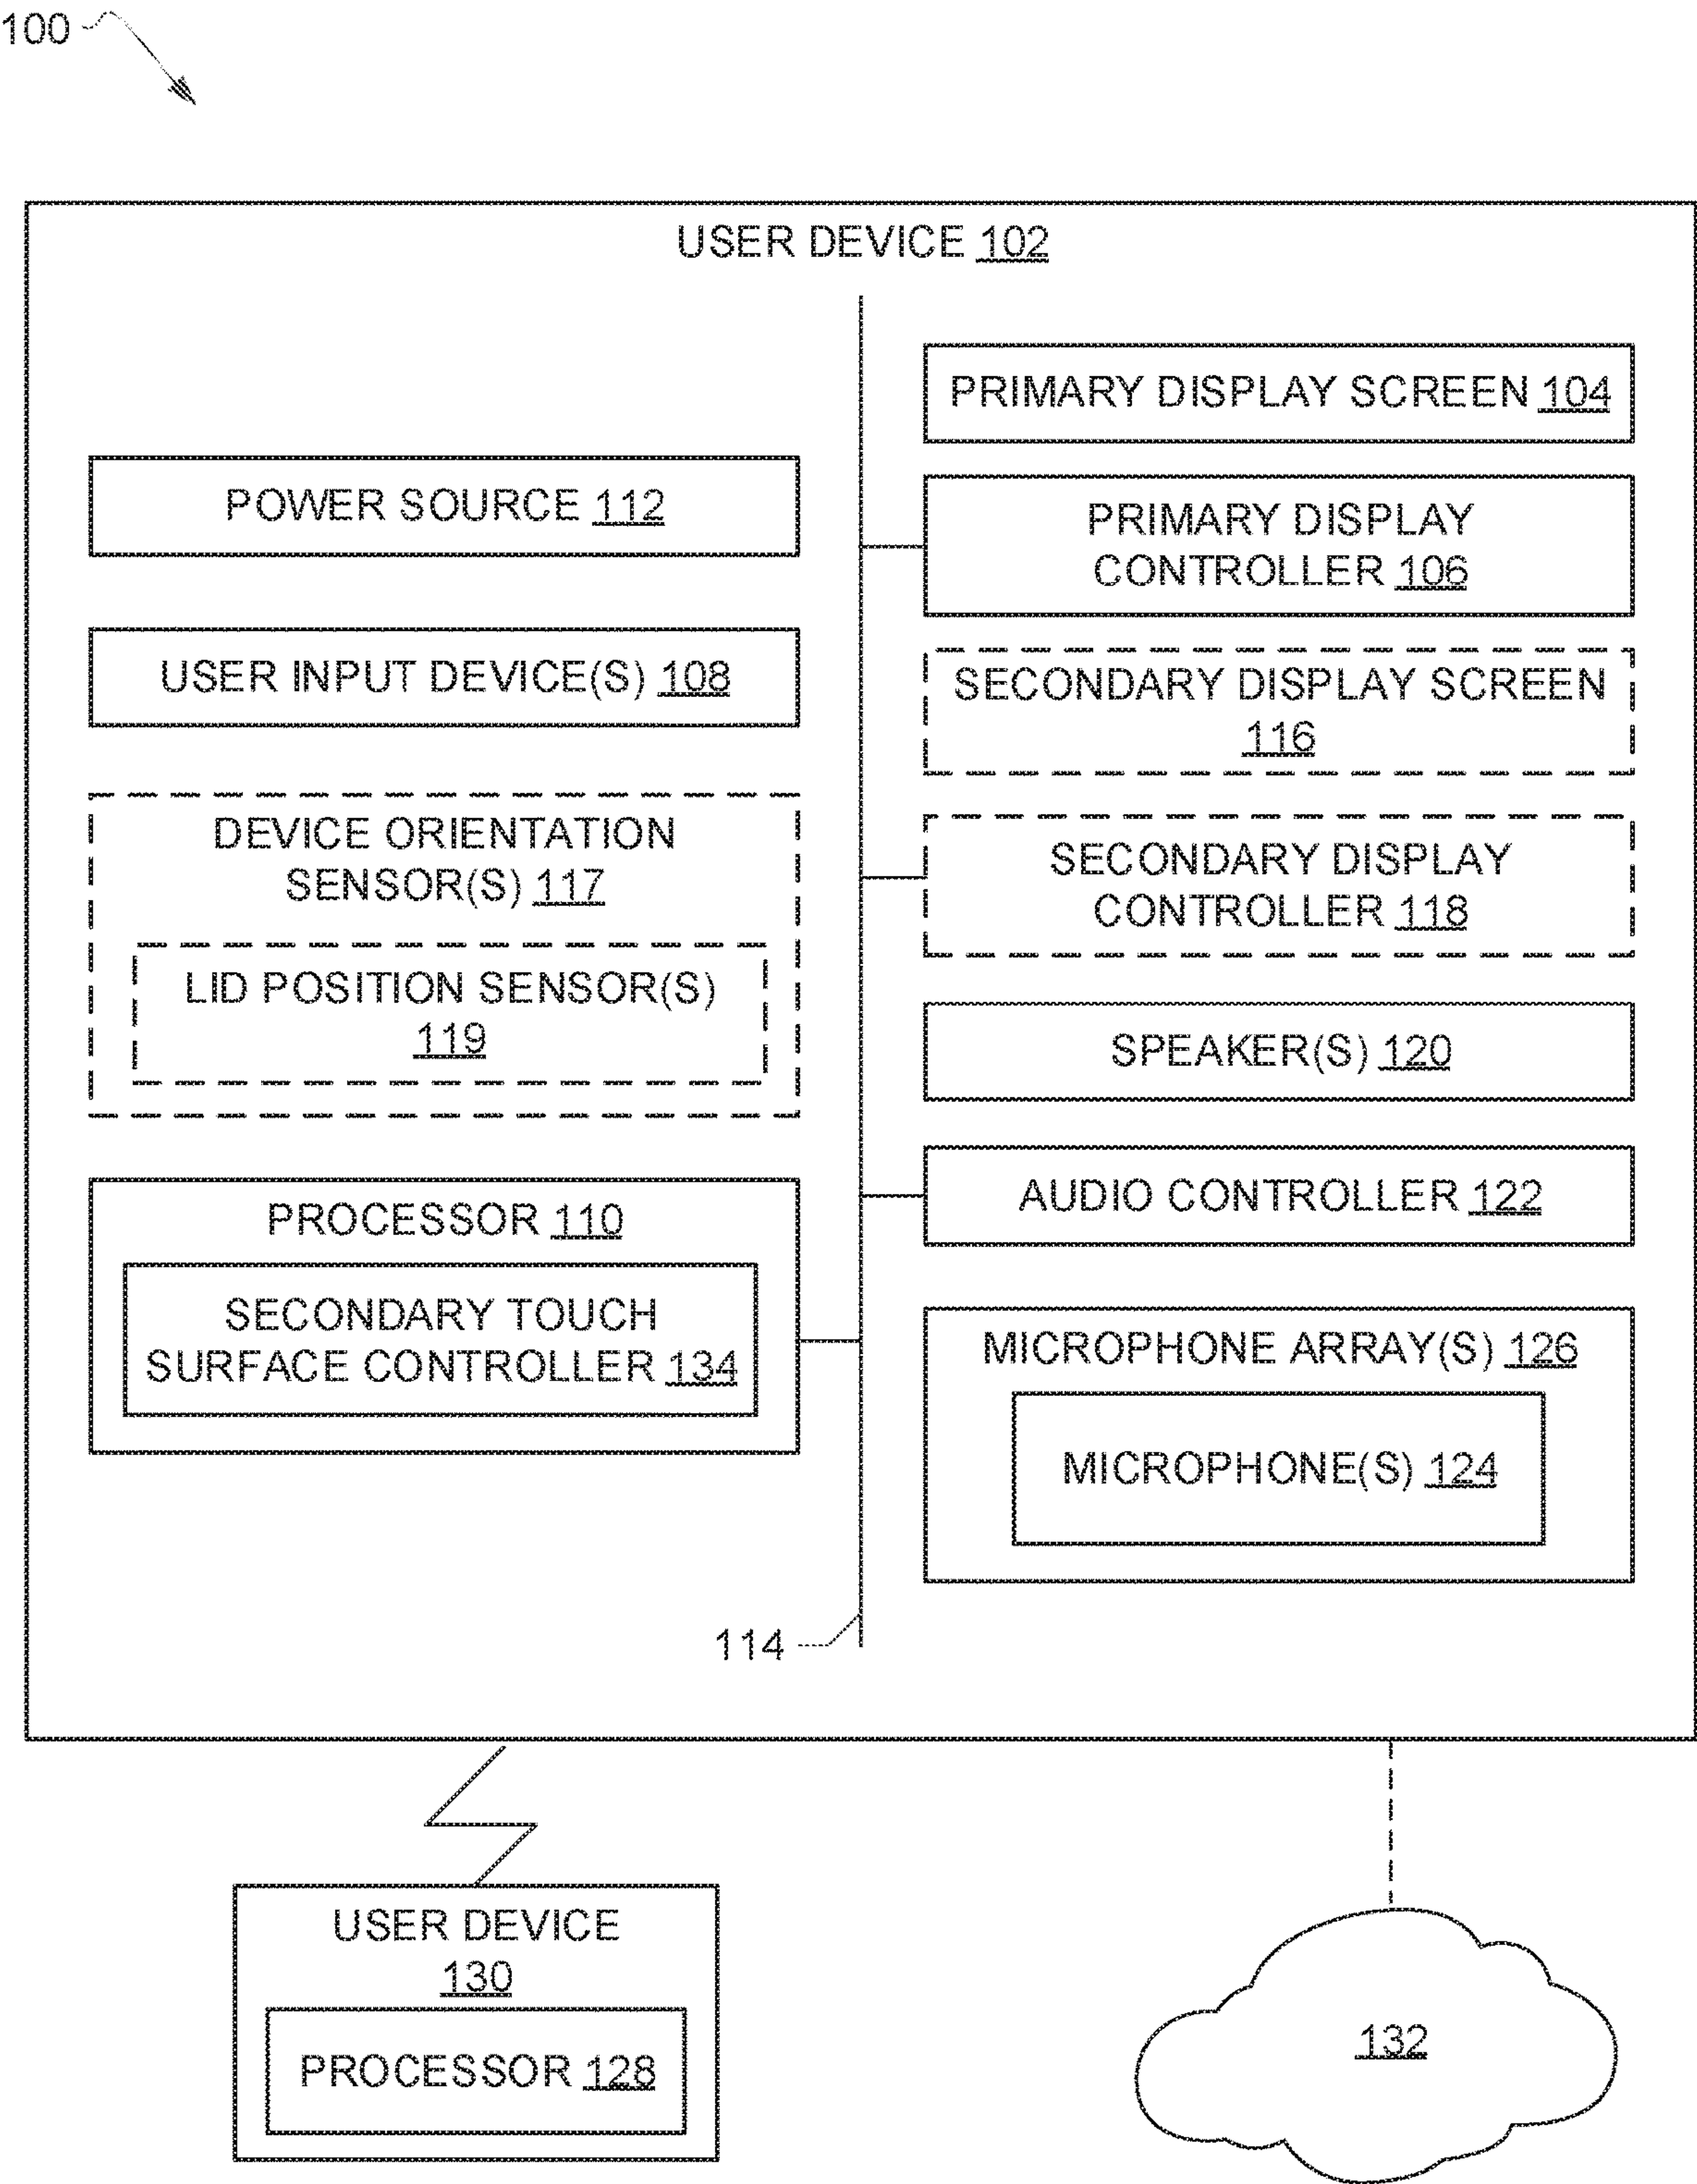 100
USER DEVICE 102
POWER SOURCE 112
USER INPUT DEVICE(S) 108
DEVICE ORIENTATION
SENSOR(S) 117
LID POSITION SENSOR(S)
119
PROCESSOR 110
SECONDARY TOUCH
SURFACE CONTROLLER 134
PRIMARY DISPLAY SCREEN 104
PRIMARY DISPLAY
CONTROLLER 106
SECONDARY DISPLAY SCREEN
116
SECONDARY DISPLAY
CONTROLLER 118
SPEAKER(S) 120
AUDIO CONTROLLER 122
MICROPHONE ARRAY(S) 126
MICROPHONE(S) 124
114
USER DEVICE
130
PROCESSOR 128
132